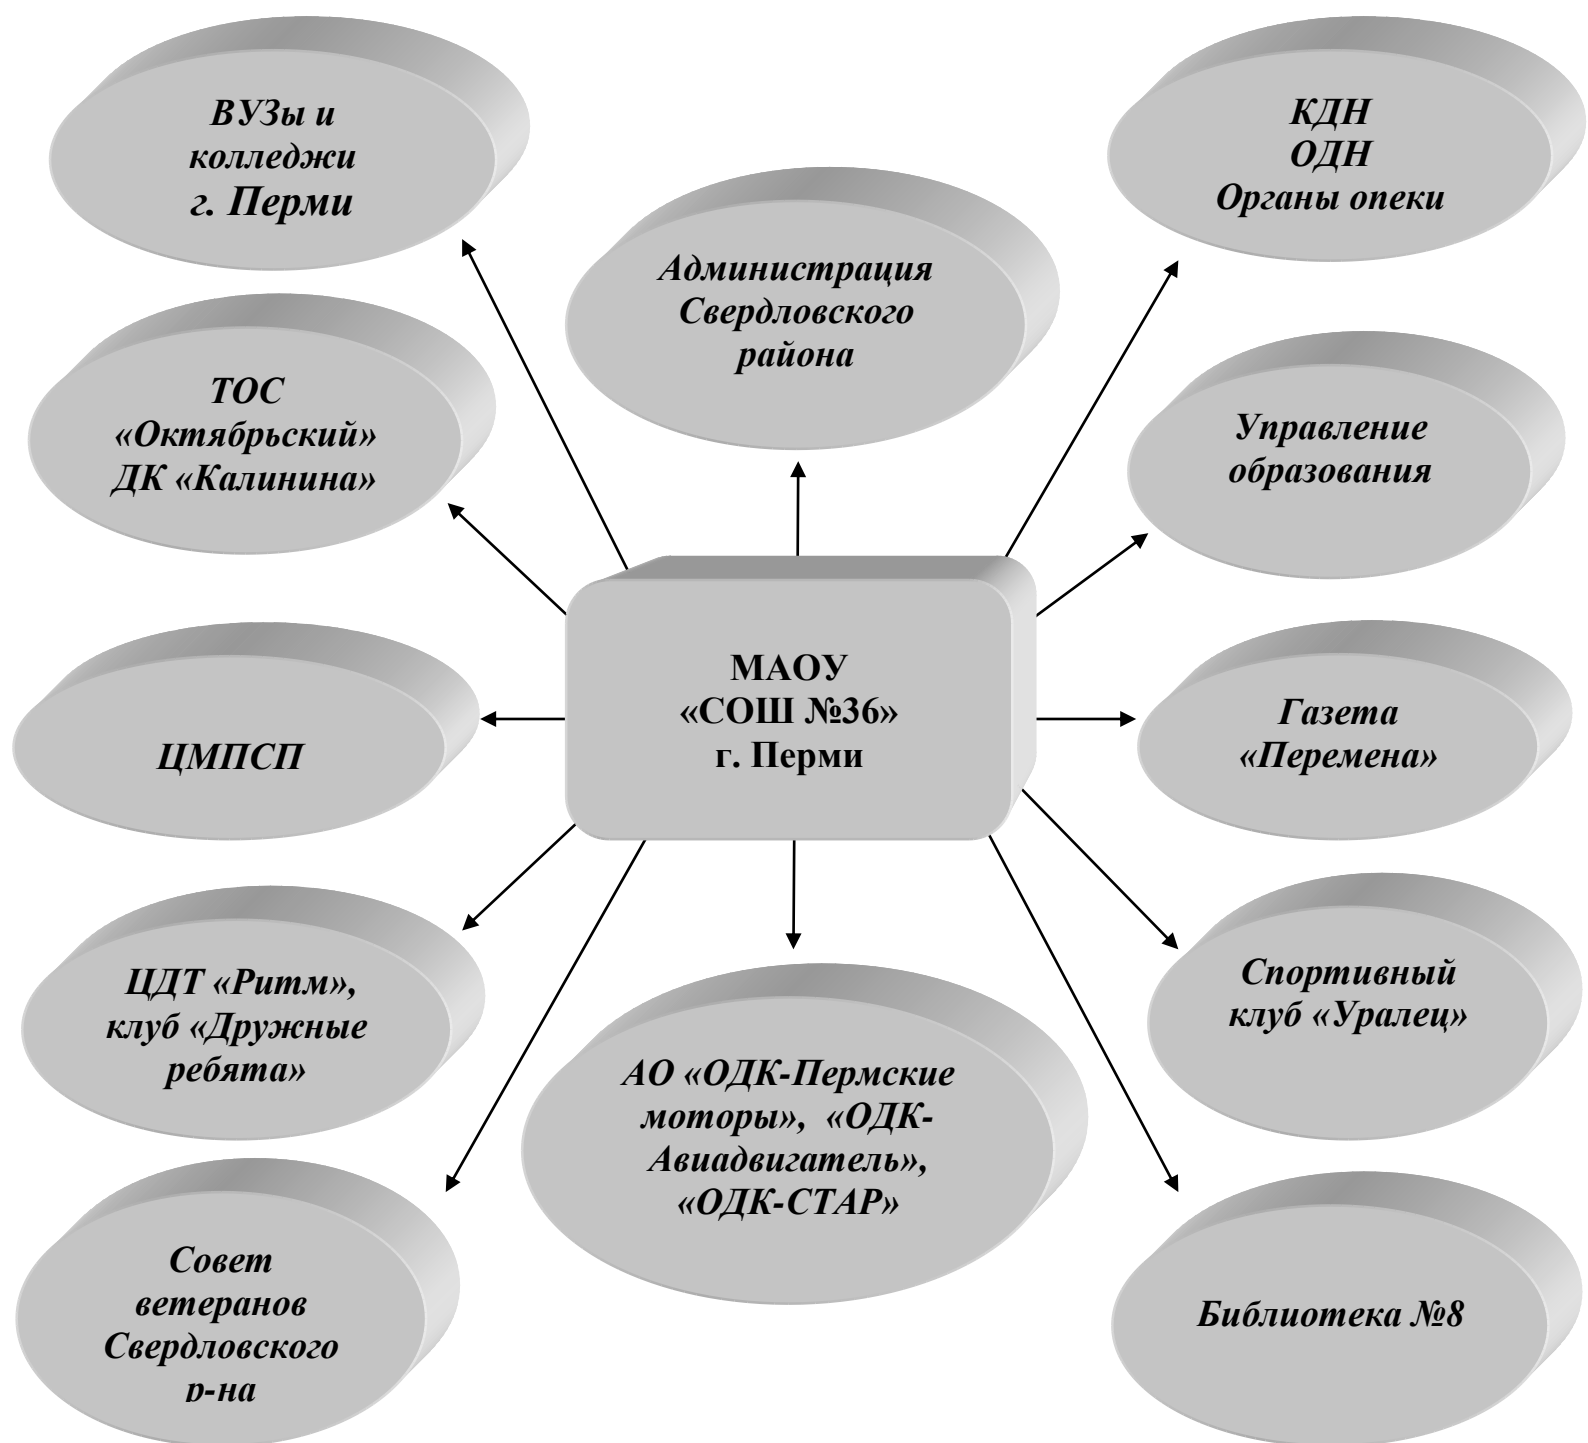 ВУЗы и
колледжи
г. Перми
КДН
ОДН
Органы опеки
Администрация
Свердловского
района
ТОС
«Октябрьский»
ДК «Калинина»
Управление
образования
МАОУ
«СОШ №36»
г. Перми
ЦМПСП
Газета
«Перемена»
ЦДТ «Ритм»,
клуб «Дружные
ребята»
Спортивный
клуб «Уралец»
АО «ОДК-Пермские
моторы», «ОДК-
Авиадвигатель»,
«ОДК-СТАР»
Совет
ветеранов
Свердловского
р-на
Библиотека №8